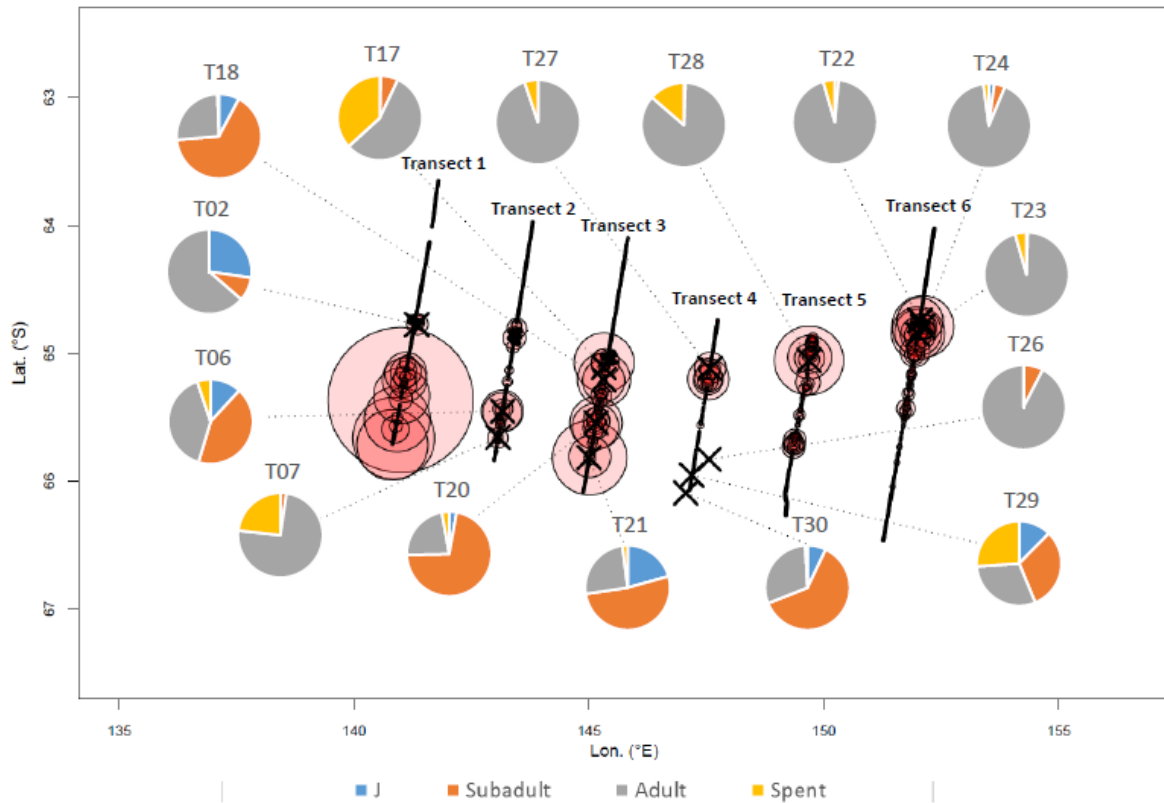 T18
T17
T27
T28
T22
T24
Transect 1
Transect 2
Transect 3
Transect 4
Transect 5
Transect 6
T02
T23
T06
T26
T07
T20
T21
T30
T29
63
64
65
66
67
Lat. (°S)
135
140
145
150
155
Lon. (°E)
J
Subadult
Adult
Spent